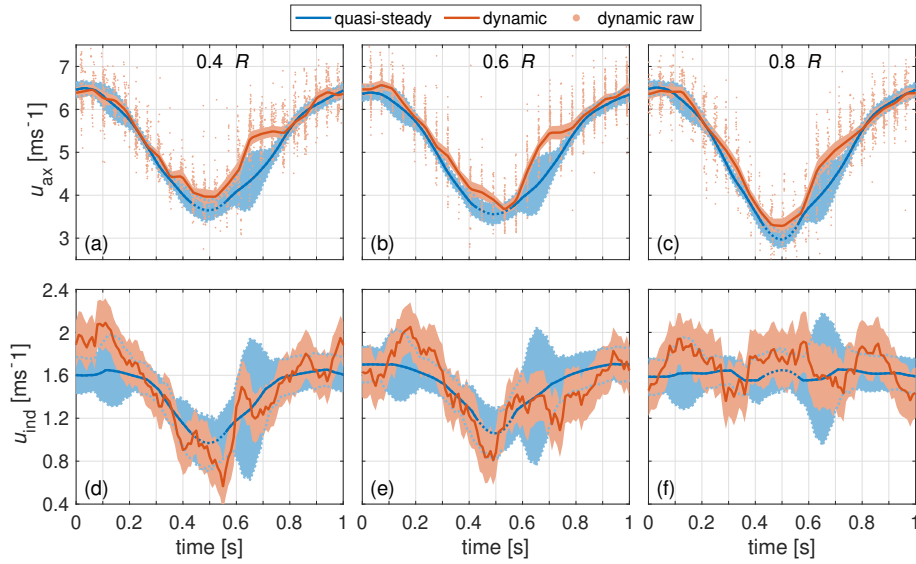 quasi-steady dynamic dynamic raw
0.4 R 0.6 R 0.8 R
7
6
5
4
3
u_ax [ms^-1]
(a) (b) (c)
2.4
2
1.6
1.2
0.8
0.4
u_ind [ms^-1]
(d) (e) (f)
0 0.2 0.4 0.6 0.8 1 0 0.2 0.4 0.6 0.8 1 0 0.2 0.4 0.6 0.8 1
time [s] time [s] time [s]